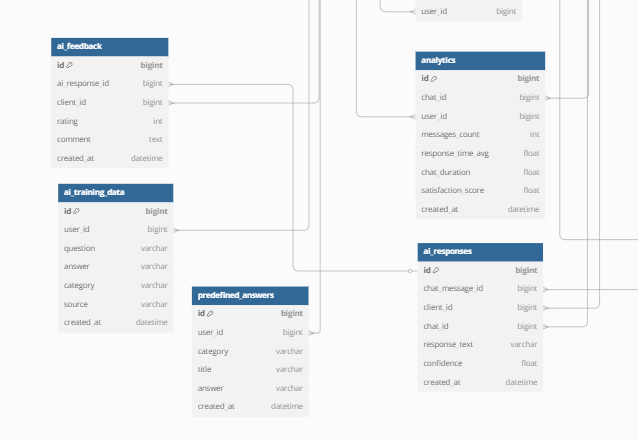 user_id bigint
ai_feedback
id bigint
ai_response_id bigint
client_id bigint
rating int
comment text
created_at datetime
analytics
id bigint
chat_id bigint
user_id bigint
messages_count int
response_time_avg float
chat_duration float
satisfaction_score float
created_at datetime
ai_training_data
id bigint
user_id bigint
question varchar
answer varchar
category varchar
source varchar
created_at datetime
ai_responses
id bigint
chat_message_id bigint
client_id bigint
chat_id bigint
response_text varchar
confidence float
created_at datetime
predefined_answers
id bigint
user_id bigint
category varchar
title varchar
answer varchar
created_at datetime